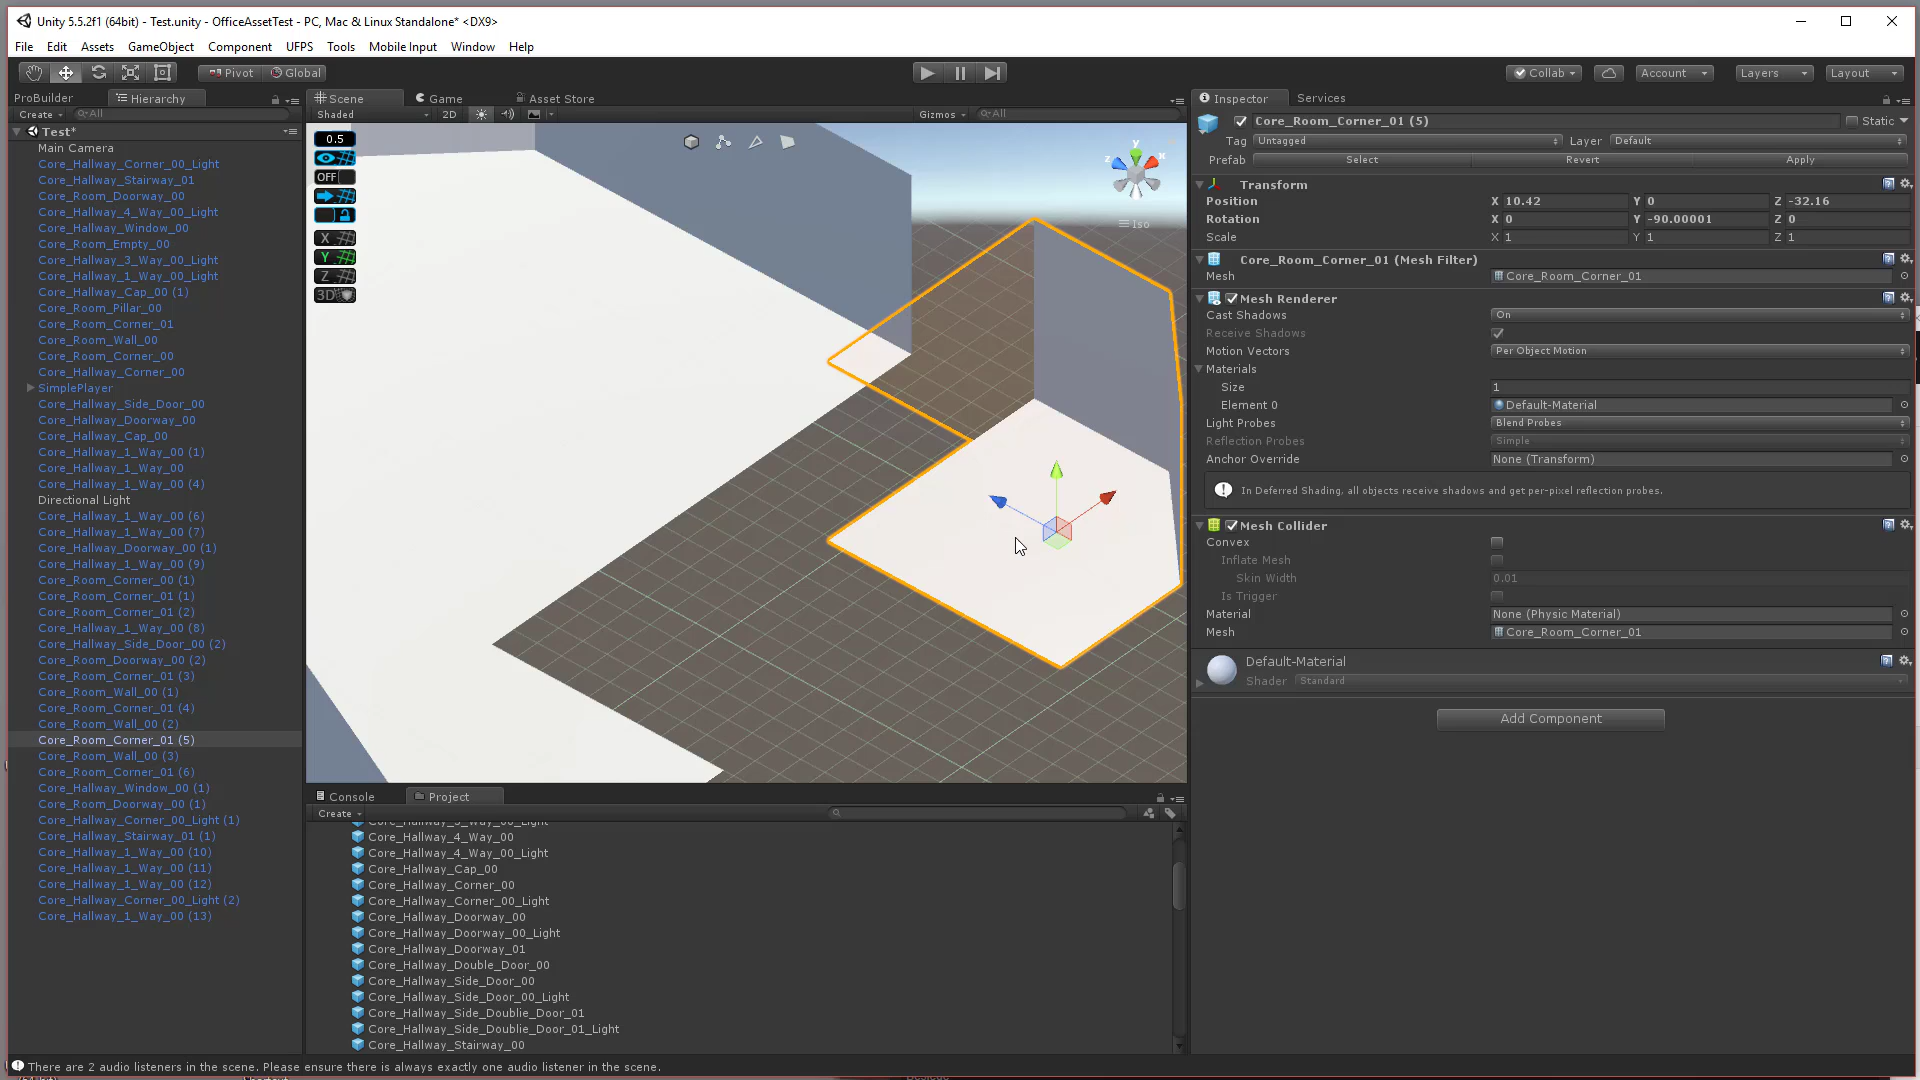 Unity 5.5.2f1 (64bit) - Test.unity - OfficeAssetTest - PC, Mac & Linux Standalone* <DX9>
File Edit Assets GameObject Component UFPS Tools Mobile Input Window Help
Pivot Global Collab Account Layers Layout
ProBuilder Hierarchy
Create All
Test*
Main Camera
Core_Hallway_Corner_00_Light
Core_Hallway_Stairway_01
Core_Room_Doorway_00
Core_Hallway_4_Way_00_Light
Core_Hallway_Window_00
Core_Room_Empty_00
Core_Hallway_3_Way_00_Light
Core_Hallway_1_Way_00_Light
Core_Hallway_Cap_00 (1)
Core_Room_Pillar_00
Core_Room_Corner_01
Core_Room_Wall_00
Core_Room_Corner_00
Core_Hallway_Corner_00
SimplePlayer
Core_Hallway_Side_Door_00
Core_Hallway_Doorway_00
Core_Hallway_Cap_00
Core_Hallway_1_Way_00 (1)
Core_Hallway_1_Way_00
Core_Hallway_1_Way_00 (4)
Directional Light
Core_Hallway_1_Way_00 (6)
Core_Hallway_1_Way_00 (7)
Core_Hallway_Doorway_00 (1)
Core_Hallway_1_Way_00 (9)
Core_Room_Corner_00 (1)
Core_Room_Corner_01 (1)
Core_Room_Corner_01 (2)
Core_Hallway_1_Way_00 (8)
Core_Hallway_Side_Door_00 (2)
Core_Room_Doorway_00 (2)
Core_Room_Corner_01 (3)
Core_Room_Wall_00 (1)
Core_Room_Corner_01 (4)
Core_Room_Wall_00 (2)
Core_Room_Corner_01 (5)
Core_Room_Wall_00 (3)
Core_Room_Corner_01 (6)
Core_Hallway_Window_00 (1)
Core_Room_Doorway_00 (1)
Core_Hallway_Corner_00_Light (1)
Core_Hallway_Stairway_01 (1)
Core_Hallway_1_Way_00 (10)
Core_Hallway_1_Way_00 (11)
Core_Hallway_1_Way_00 (12)
Core_Hallway_Corner_00_Light (2)
Core_Hallway_1_Way_00 (13)
Scene Game Asset Store
Shaded 2D Gizmos All
0.5
OFF
X
Y
Z
3D
y
z x
Iso
Console Project
Create
Core_Hallway_3_Way_00_Light
Core_Hallway_4_Way_00
Core_Hallway_4_Way_00_Light
Core_Hallway_Cap_00
Core_Hallway_Corner_00
Core_Hallway_Corner_00_Light
Core_Hallway_Doorway_00
Core_Hallway_Doorway_00_Light
Core_Hallway_Doorway_01
Core_Hallway_Double_Door_00
Core_Hallway_Side_Door_00
Core_Hallway_Side_Door_00_Light
Core_Hallway_Side_Doublie_Door_01
Core_Hallway_Side_Doublie_Door_01_Light
Core_Hallway_Stairway_00
Inspector Services
Core_Room_Corner_01 (5) Static
Tag Untagged Layer Default
Prefab Select Revert Apply
Transform
Position X 10.42 Y 0 Z -32.16
Rotation X 0 Y -90.00001 Z 0
Scale X 1 Y 1 Z 1
Core_Room_Corner_01 (Mesh Filter)
Mesh Core_Room_Corner_01
Mesh Renderer
Cast Shadows On
Receive Shadows
Motion Vectors Per Object Motion
Materials
Size 1
Element 0 Default-Material
Light Probes Blend Probes
Reflection Probes Simple
Anchor Override None (Transform)
In Deferred Shading, all objects receive shadows and get per-pixel reflection probes.
Mesh Collider
Convex
Inflate Mesh
Skin Width 0.01
Is Trigger
Material None (Physic Material)
Mesh Core_Room_Corner_01
Default-Material
Shader Standard
Add Component
There are 2 audio listeners in the scene. Please ensure there is always exactly one audio listener in the scene.